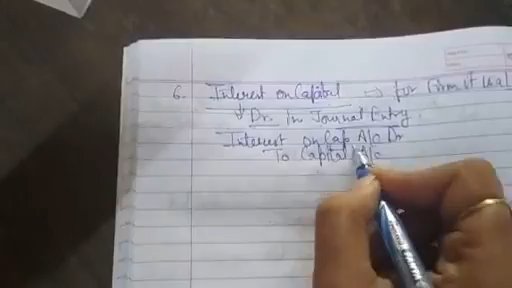 6. Interest on Capital → for firm it is a
↓ Dr. In Journal Entry.
Interest on Cap A/c Dr
To Capital A/c